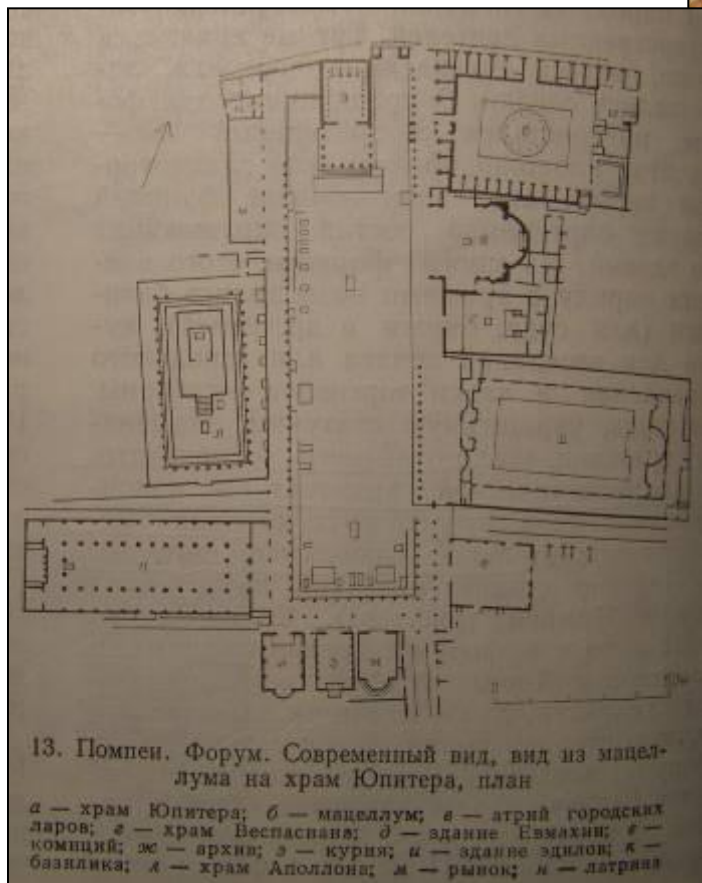 13. Помпеи. Форум. Современный вид, вид из мацел-
лума на храм Юпитера, план
а — храм Юпитера; б — мацеллум; в — атрий городских
ларов; г — храм Веспасиана; д — здание Евмахии; е —
комиций; ж — архив; з — курия; и — здание эдилов; к —
базилика; л — храм Аполлона; м — рынок; н — латрина